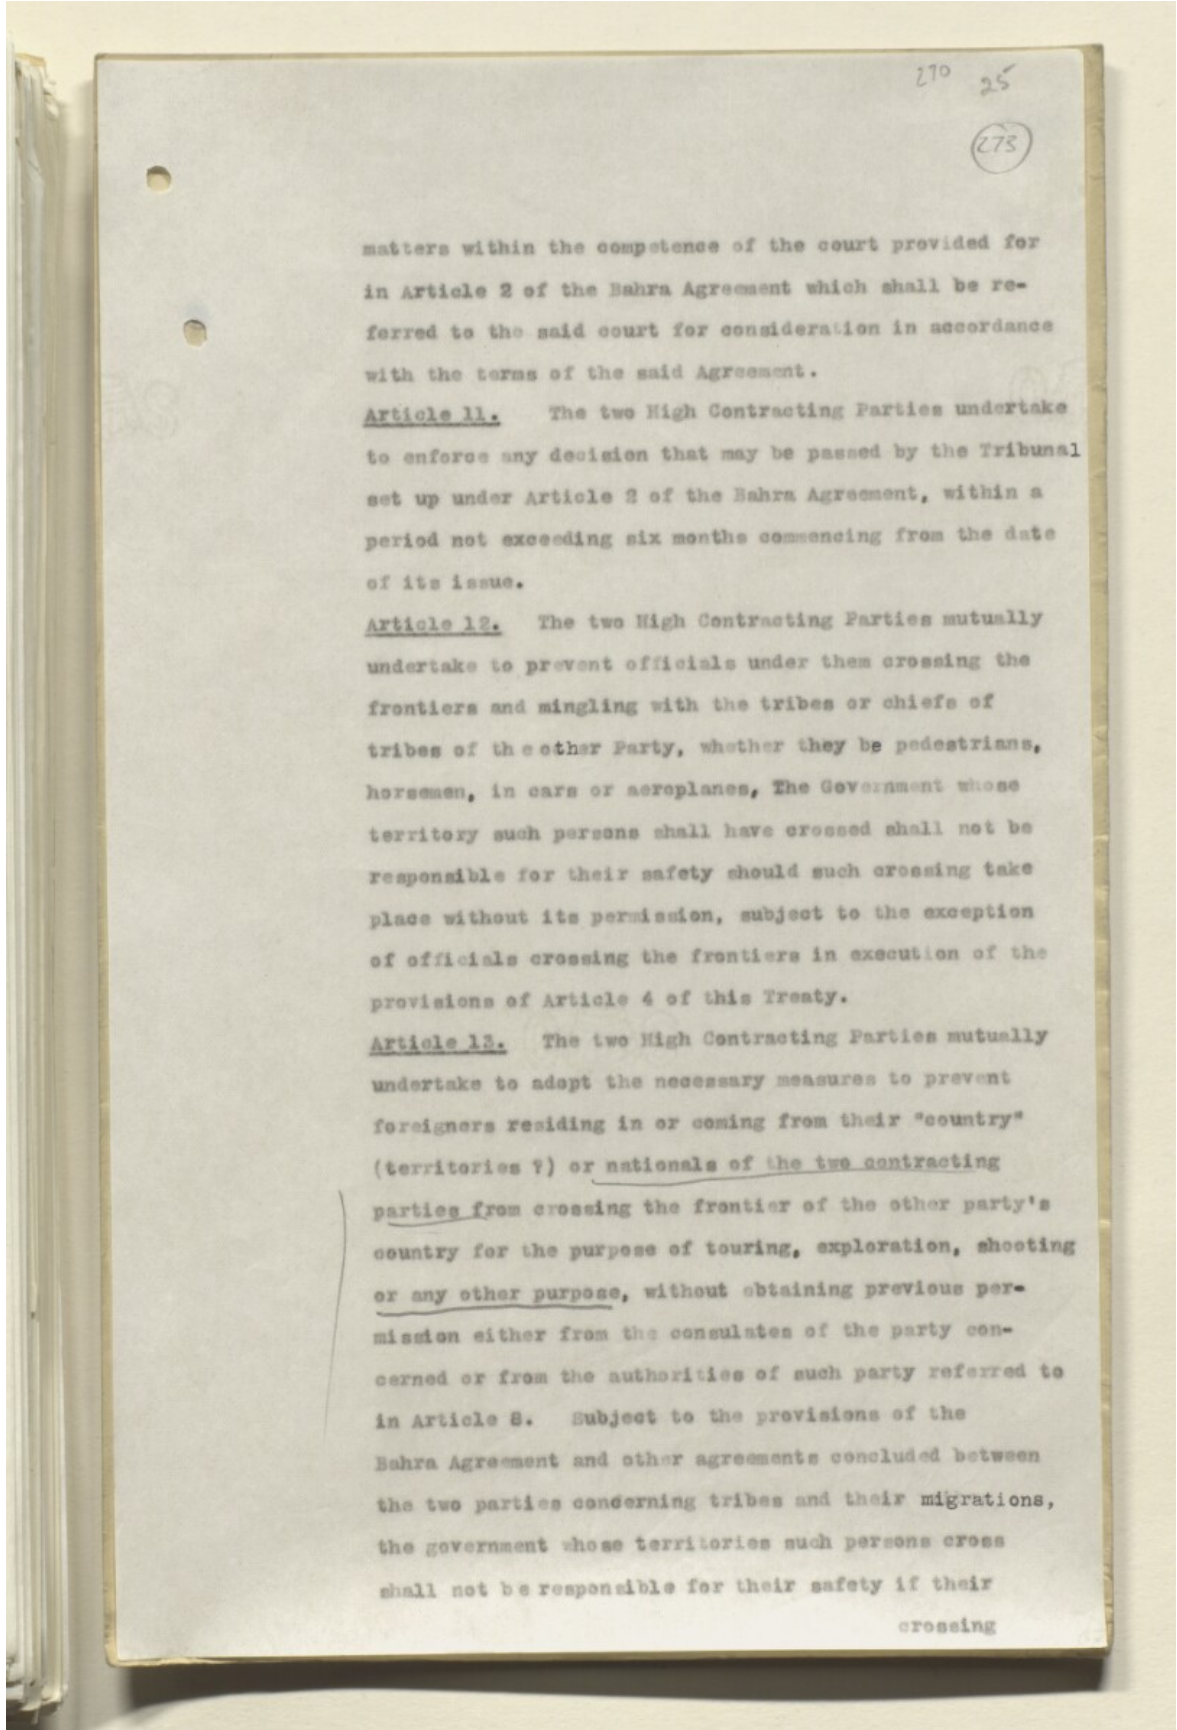 270 25
273
matters within the competence of the court provided for
in Article 2 of the Bahra Agreement which shall be re-
ferred to the said court for consideration in accordance
with the terms of the said Agreement.
Article 11. The two High Contracting Parties undertake
to enforce any decision that may be passed by the Tribunal
set up under Article 2 of the Bahra Agreement, within a
period not exceeding six months commencing from the date
of its issue.
Article 12. The two High Contracting Parties mutually
undertake to prevent officials under them crossing the
frontiers and mingling with the tribes or chiefs of
tribes of the other Party, whether they be pedestrians,
horsemen, in cars or aeroplanes, The Government whose
territory such persons shall have crossed shall not be
responsible for their safety should such crossing take
place without its permission, subject to the exception
of officials crossing the frontiers in execution of the
provisions of Article 4 of this Treaty.
Article 13. The two High Contracting Parties mutually
undertake to adopt the necessary measures to prevent
foreigners residing in or coming from their "country"
(territories ?) or nationals of the two contracting
parties from crossing the frontier of the other party's
country for the purpose of touring, exploration, shooting
or any other purpose, without obtaining previous per-
mission either from the consulates of the party con-
cerned or from the authorities of such party referred to
in Article 8. Subject to the provisions of the
Bahra Agreement and other agreements concluded between
the two parties concerning tribes and their migrations,
the government whose territories such persons cross
shall not be responsible for their safety if their
crossing